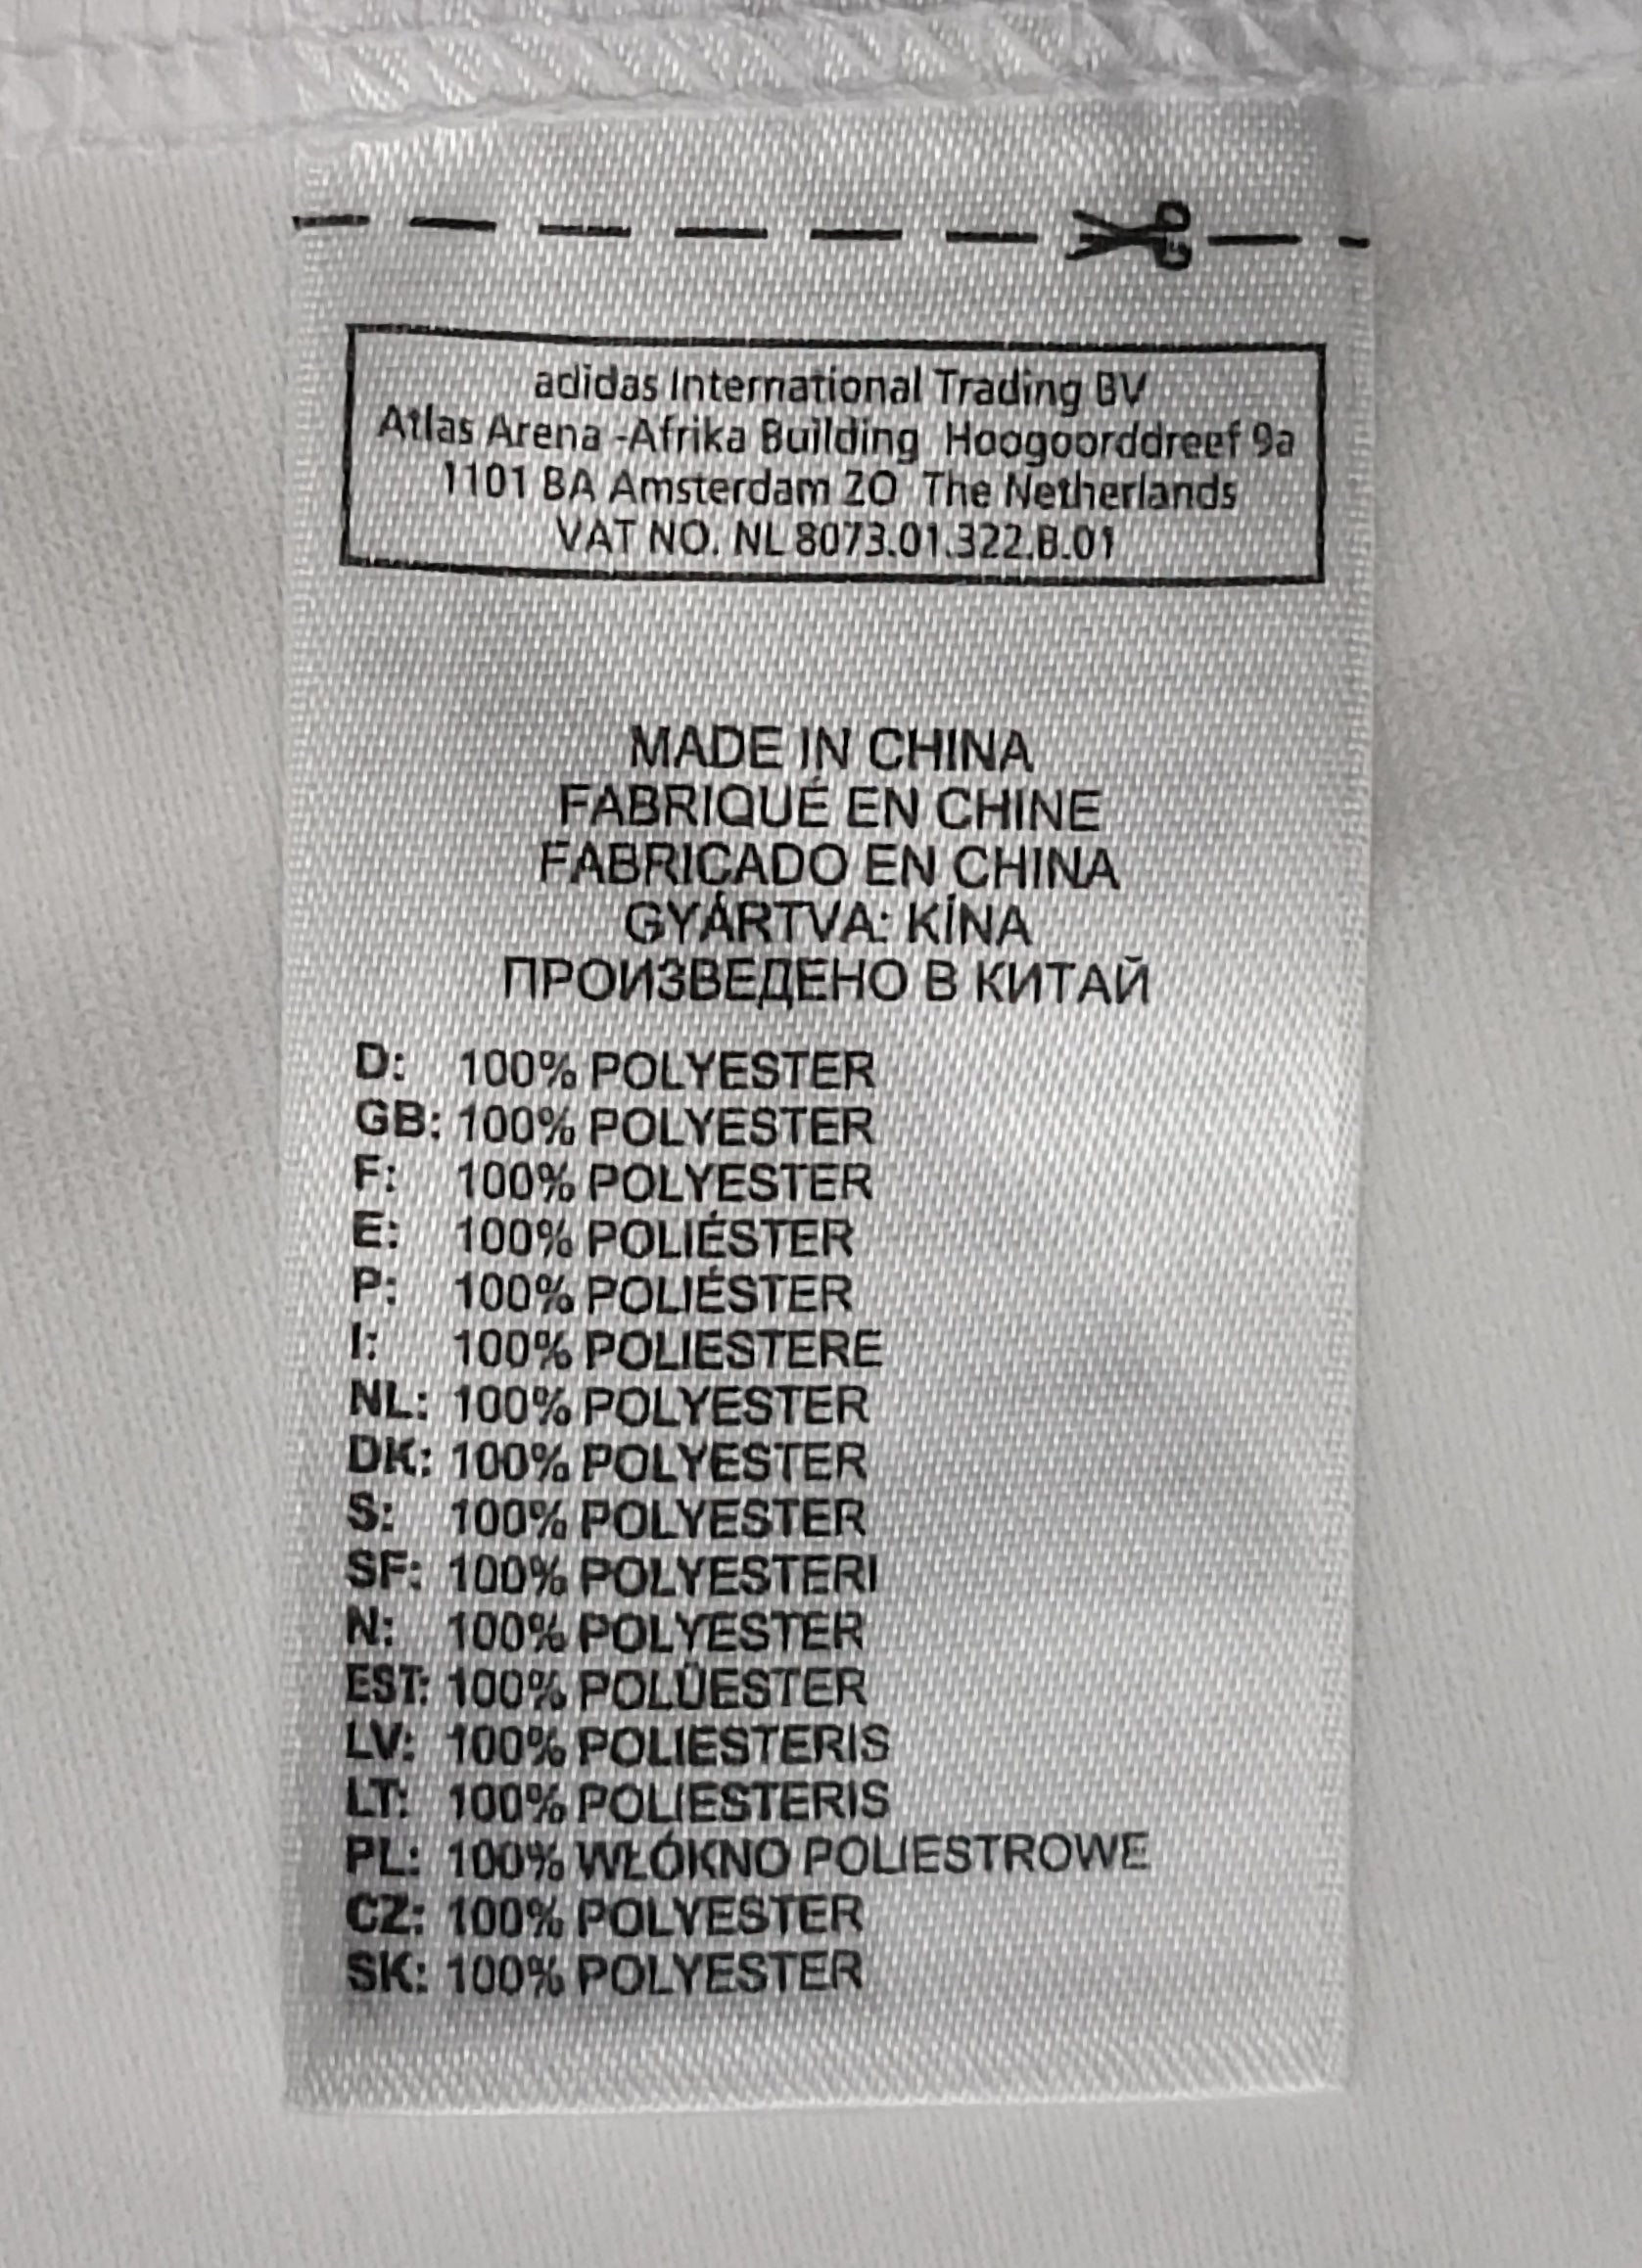 adidas International Trading BV
Atlas Arena -Afrika Building Hoogoorddreef 9a
1101 BA Amsterdam ZO The Netherlands
VAT NO. NL 8073.01.322.B.01
MADE IN CHINA
FABRIQUÉ EN CHINE
FABRICADO EN CHINA
GYÁRTVA: KÍNA
ПРОИЗВЕДЕНО В КИТАЙ
D: 100% POLYESTER
GB: 100% POLYESTER
F: 100% POLYESTER
E: 100% POLIÉSTER
P: 100% POLIÉSTER
I: 100% POLIESTERE
NL: 100% POLYESTER
DK: 100% POLYESTER
S: 100% POLYESTER
SF: 100% POLYESTERI
N: 100% POLYESTER
EST: 100% POLÜESTER
LV: 100% POLIESTERIS
LT: 100% POLIESTERIS
PL: 100% WŁÓKNO POLIESTROWE
CZ: 100% POLYESTER
SK: 100% POLYESTER